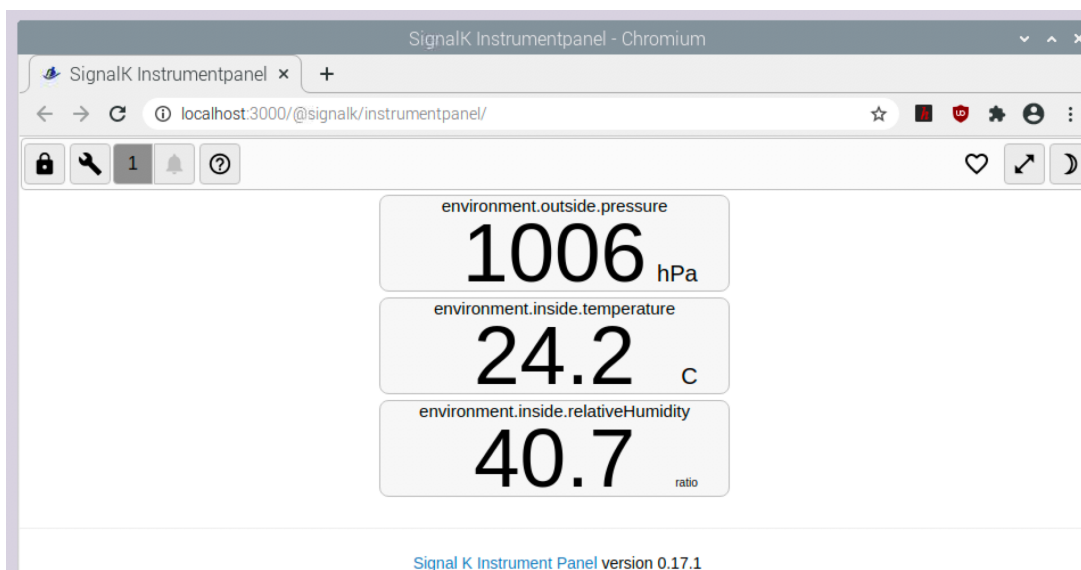 SignalK Instrumentpanel - Chromium
SignalK Instrumentpanel
localhost:3000/@signalk/instrumentpanel/
1
environment.outside.pressure
1006 hPa
environment.inside.temperature
24.2 C
environment.inside.relativeHumidity
40.7 ratio
Signal K Instrument Panel version 0.17.1